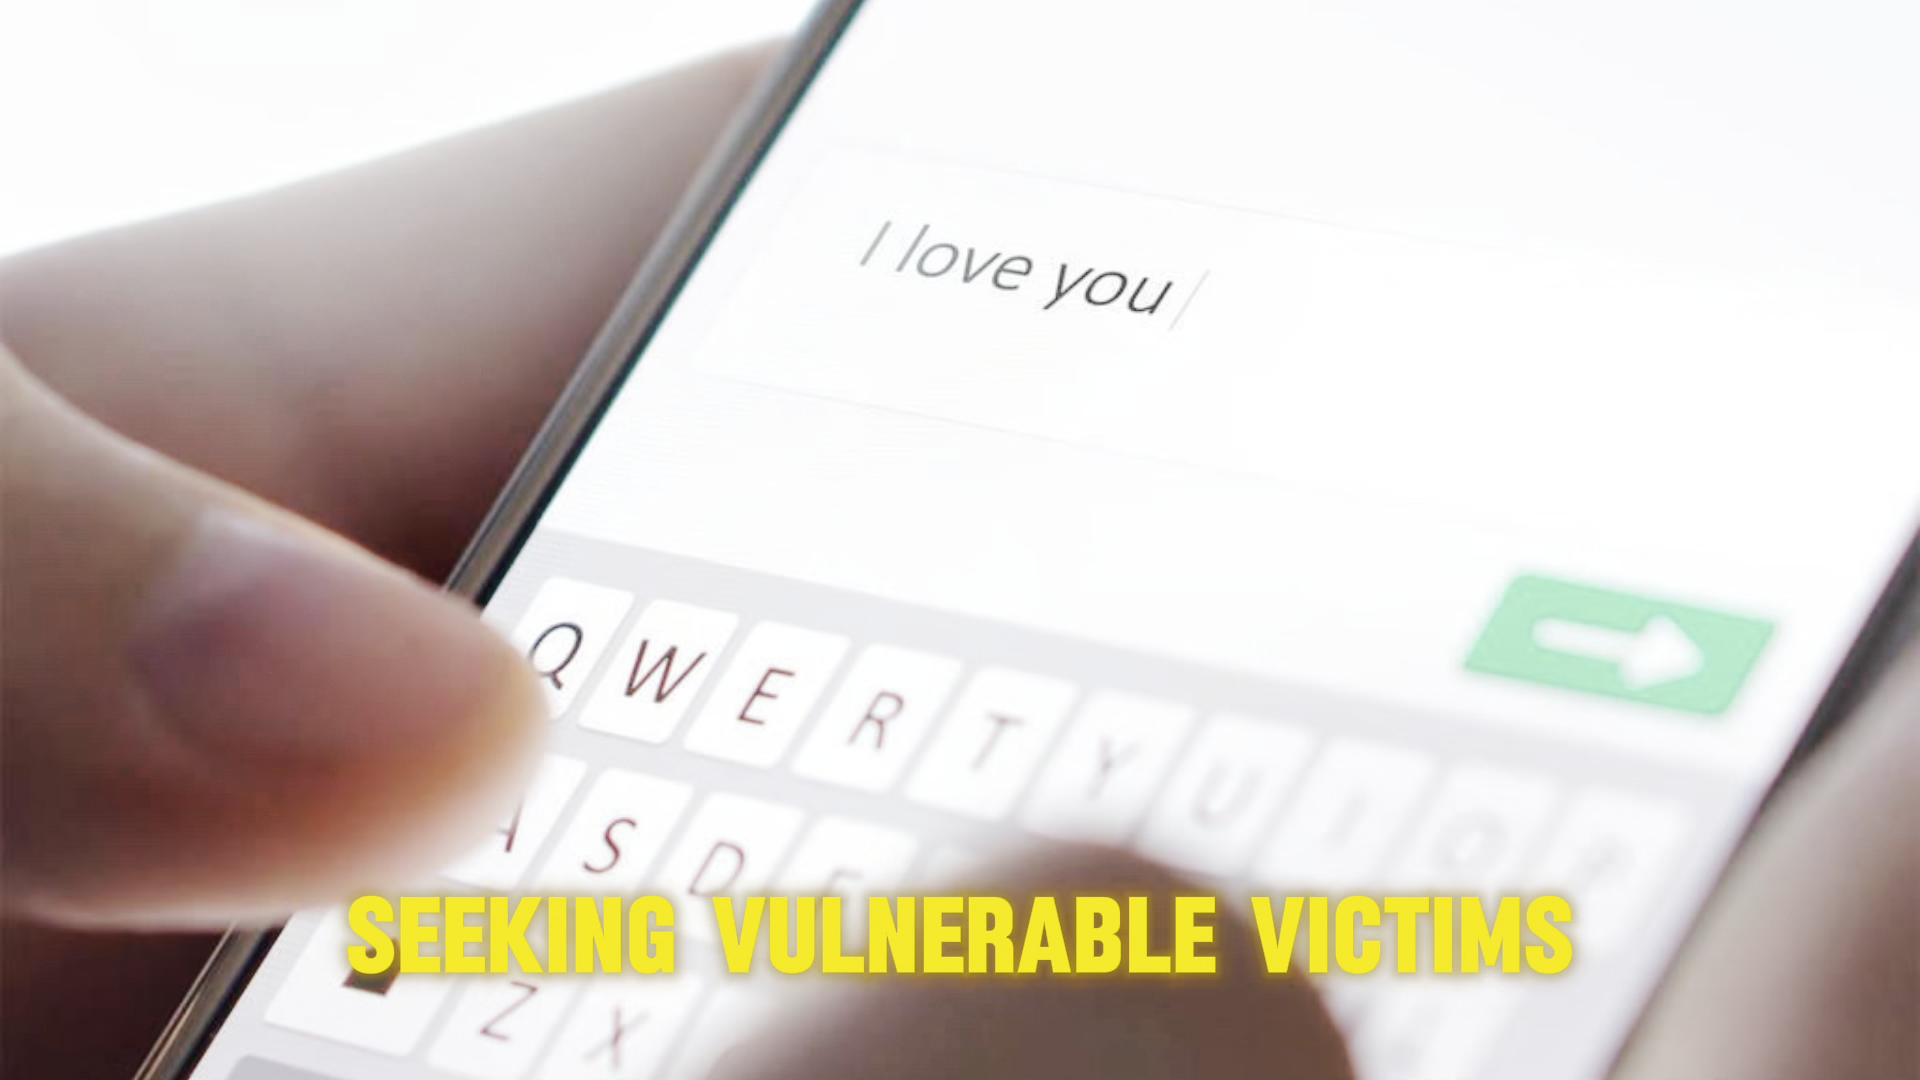 I love you
Q W E R T Y U I O P
A S D F
SEEKING VULNERABLE VICTIMS
Z X